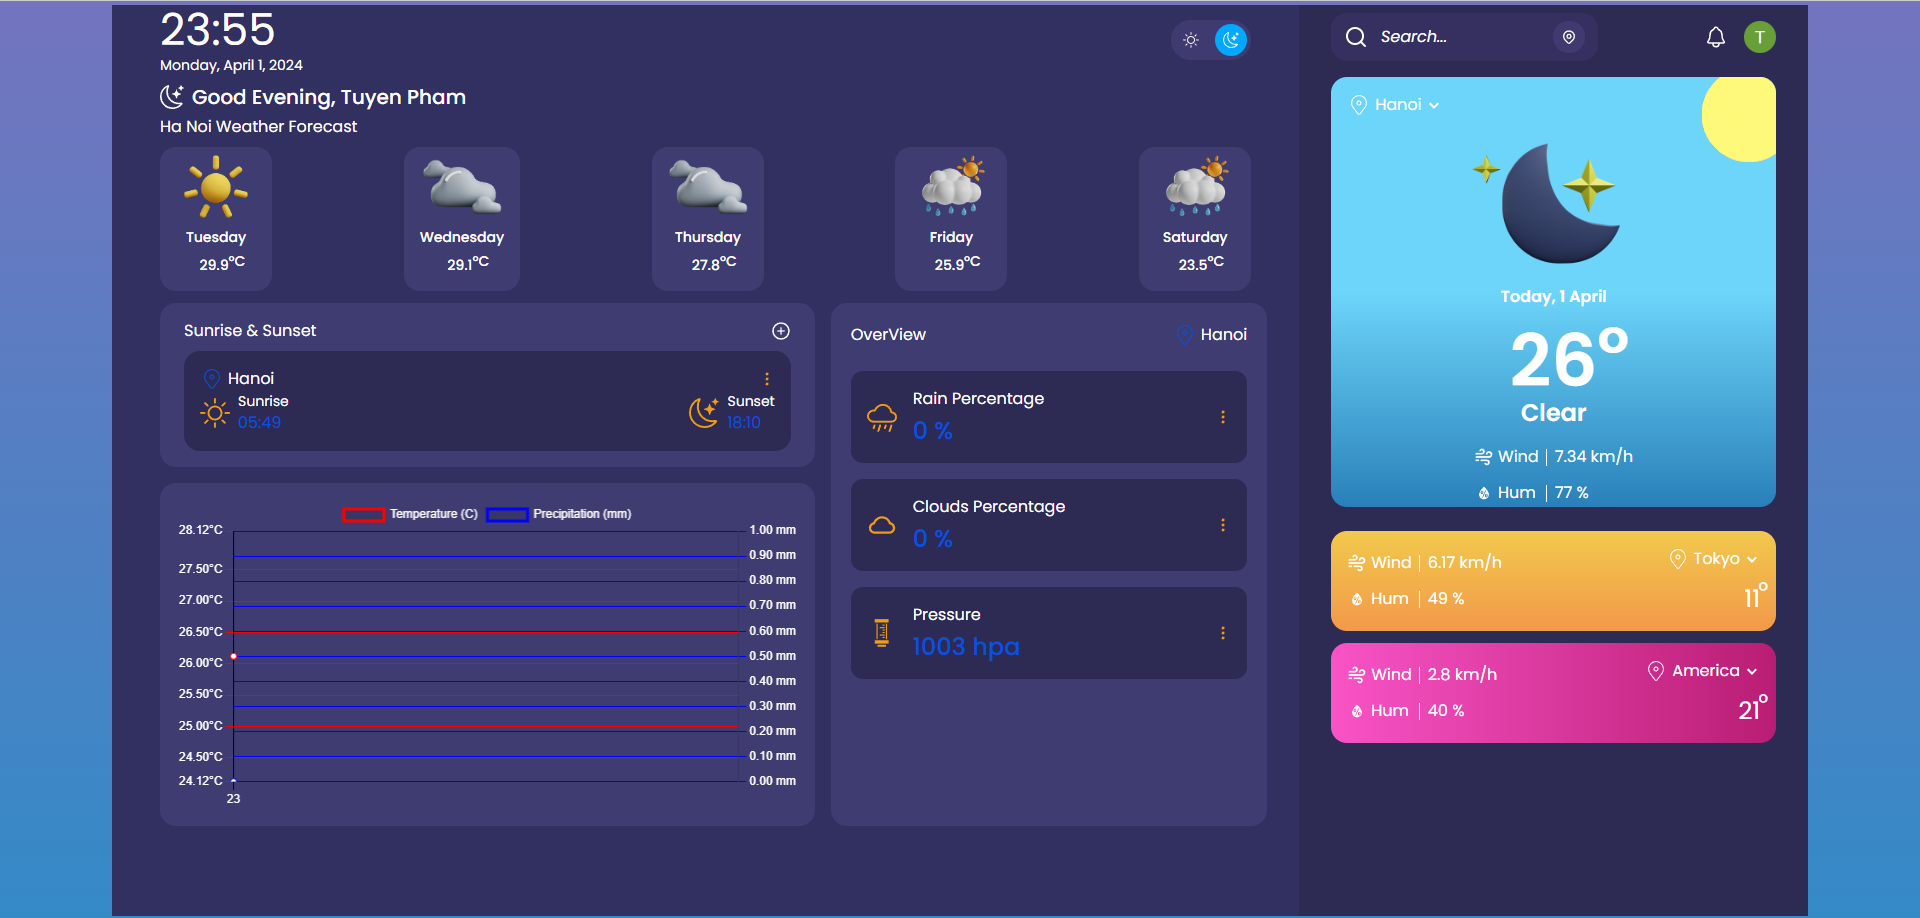 23:55
Monday, April 1, 2024
Good Evening, Tuyen Pham
Ha Noi Weather Forecast
Tuesday
29.9°C
Wednesday
29.1°C
Thursday
27.8°C
Friday
25.9°C
Saturday
23.5°C
Sunrise & Sunset
Hanoi
Sunrise
05:49
Sunset
18:10
Temperature (C) Precipitation (mm)
28.12°C
27.50°C
27.00°C
26.50°C
26.00°C
25.50°C
25.00°C
24.50°C
24.12°C
1.00 mm
0.90 mm
0.80 mm
0.70 mm
0.60 mm
0.50 mm
0.40 mm
0.30 mm
0.20 mm
0.10 mm
0.00 mm
23
OverView
Hanoi
Rain Percentage
0 %
Clouds Percentage
0 %
Pressure
1003 hpa
Search...
T
Hanoi
Today, 1 April
26°
Clear
Wind | 7.34 km/h
Hum | 77 %
Wind | 6.17 km/h
Hum | 49 %
Tokyo
11°
Wind | 2.8 km/h
Hum | 40 %
America
21°